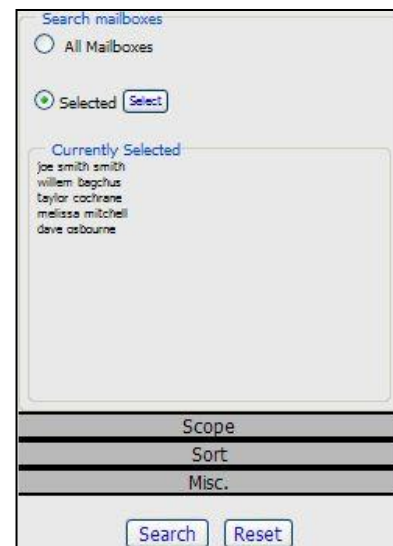 Search mailboxes
All Mailboxes
Selected Select
Currently Selected
joe smith smith
willem bagchus
taylor cochrane
melissa mitchell
dave osbourne
Scope
Sort
Misc.
Search Reset